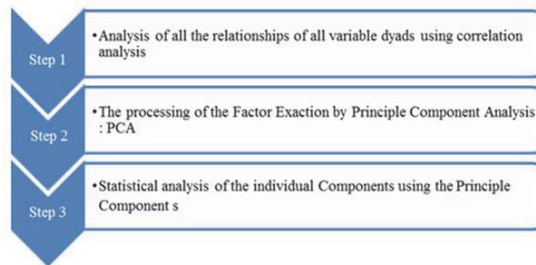 Step 1
•Analysis of all the relationships of all variable dyads using correlation
analysis
Step 2
•The processing of the Factor Exaction by Principle Component Analysis
: PCA
Step 3
•Statistical analysis of the individual Components using the Principle
Component s